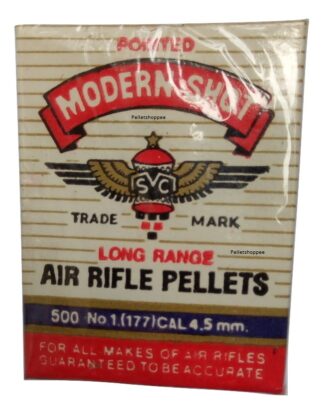 POINTED
MODERN SHOT
Pelletshoppee
SVC
TRADE MARK
Pelletshoppee
LONG RANGE
AIR RIFLE PELLETS
500 No 1.(177) CAL 4.5 mm.
FOR ALL MAKES OF AIR RIFLES
GUARANTEED TO BE ACCURATE